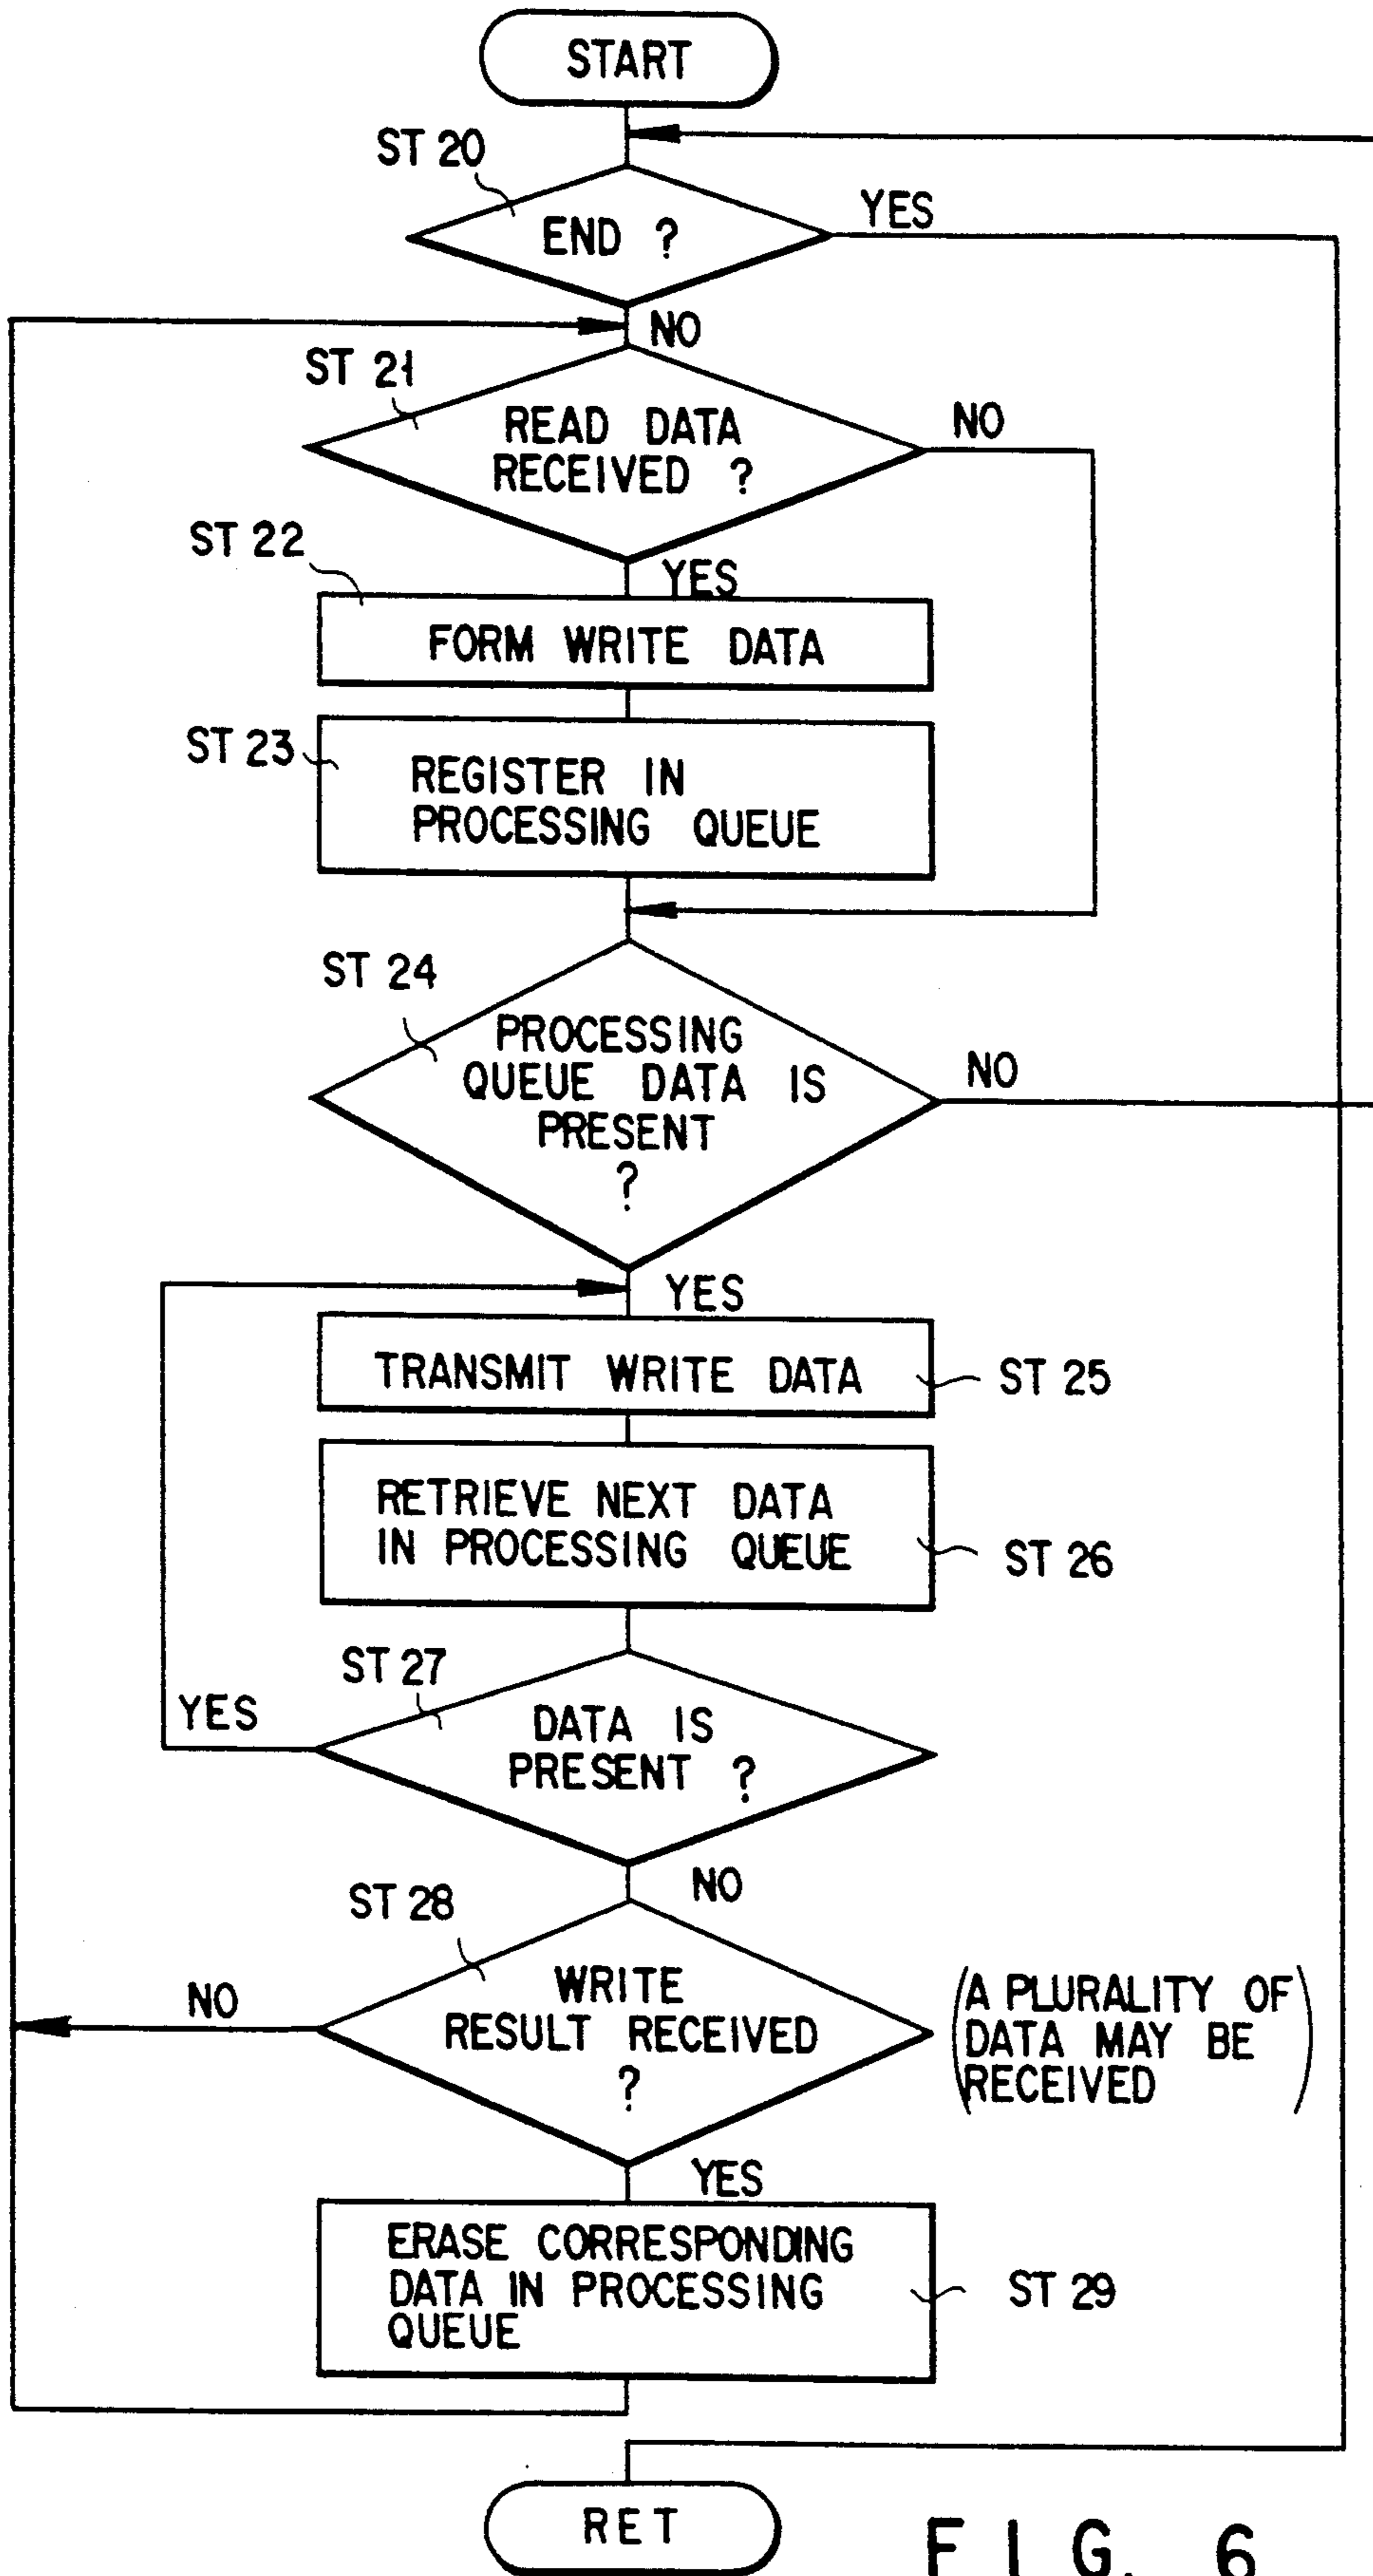 START
ST 20
END ?
YES
NO
ST 21
READ DATA
RECEIVED ?
NO
YES
ST 22
FORM WRITE DATA
ST 23
REGISTER IN
PROCESSING QUEUE
ST 24
PROCESSING
QUEUE DATA IS
PRESENT
?
NO
YES
TRANSMIT WRITE DATA
ST 25
RETRIEVE NEXT DATA
IN PROCESSING QUEUE
ST 26
ST 27
DATA IS
PRESENT ?
YES
NO
ST 28
WRITE
RESULT RECEIVED
?
NO
(A PLURALITY OF
DATA MAY BE
RECEIVED)
YES
ERASE CORRESPONDING
DATA IN PROCESSING
QUEUE
ST 29
RET
FIG. 6